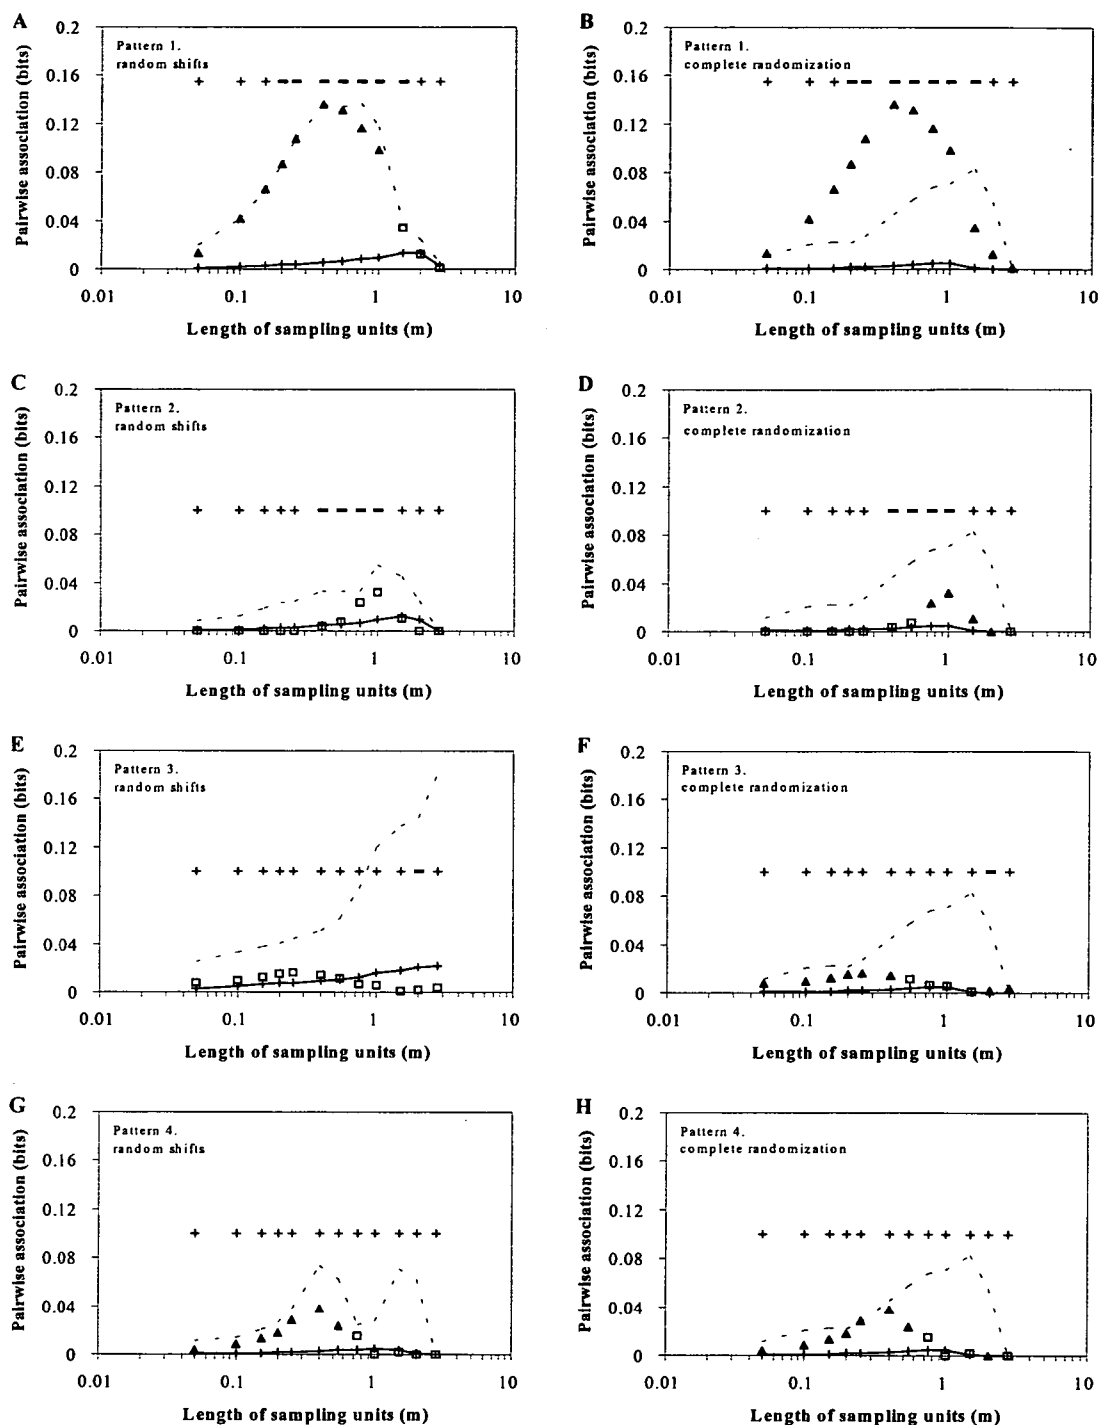 A
Pairwise association (bits)
0.2
0.16
0.12
0.08
0.04
0
Pattern 1.
random shifts
0.01
0.1
1
10
Length of sampling units (m)
B
Pairwise association (bits)
0.2
0.16
0.12
0.08
0.04
0
Pattern 1.
complete randomization
0.01
0.1
1
10
Length of sampling units (m)
C
Pairwise association (bits)
0.2
0.16
0.12
0.08
0.04
0
Pattern 2.
random shifts
0.01
0.1
1
10
Length of sampling units (m)
D
Pairwise association (bits)
0.2
0.16
0.12
0.08
0.04
0
Pattern 2.
complete randomization
0.01
0.1
1
10
Length of sampling units (m)
E
Pairwise association (bits)
0.2
0.16
0.12
0.08
0.04
0
Pattern 3.
random shifts
0.01
0.1
1
10
Length of sampling units (m)
F
Pairwise association (bits)
0.2
0.16
0.12
0.08
0.04
0
Pattern 3.
complete randomization
0.01
0.1
1
10
Length of sampling units (m)
G
Pairwise association (bits)
0.2
0.16
0.12
0.08
0.04
0
Pattern 4.
random shifts
0.01
0.1
1
10
Length of sampling units (m)
H
Pairwise association (bits)
0.2
0.16
0.12
0.08
0.04
0
Pattern 4.
complete randomization
0.01
0.1
1
10
Length of sampling units (m)